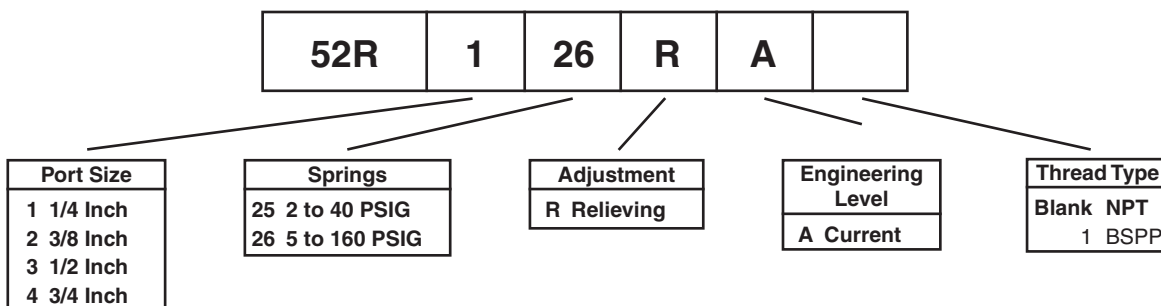 52R 1 26 R A
Port Size
1 1/4 Inch
2 3/8 Inch
3 1/2 Inch
4 3/4 Inch
Springs
25 2 to 40 PSIG
26 5 to 160 PSIG
Adjustment
R Relieving
Engineering
Level
A Current
Thread Type
Blank NPT
1 BSPP